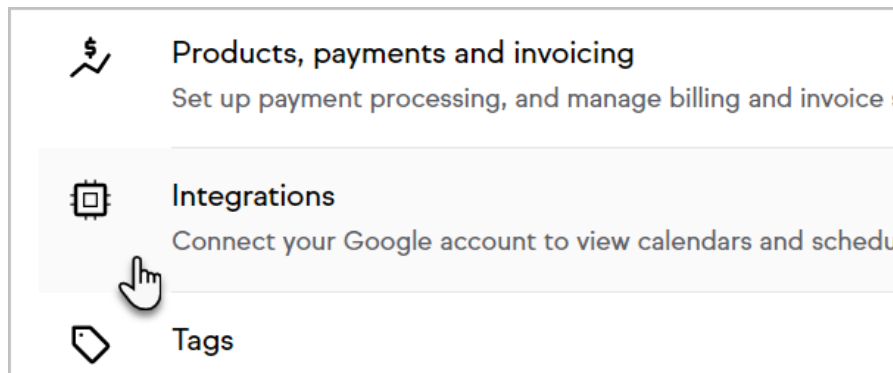 Products, payments and invoicing
Set up payment processing, and manage billing and invoice
Integrations
Connect your Google account to view calendars and
Tags